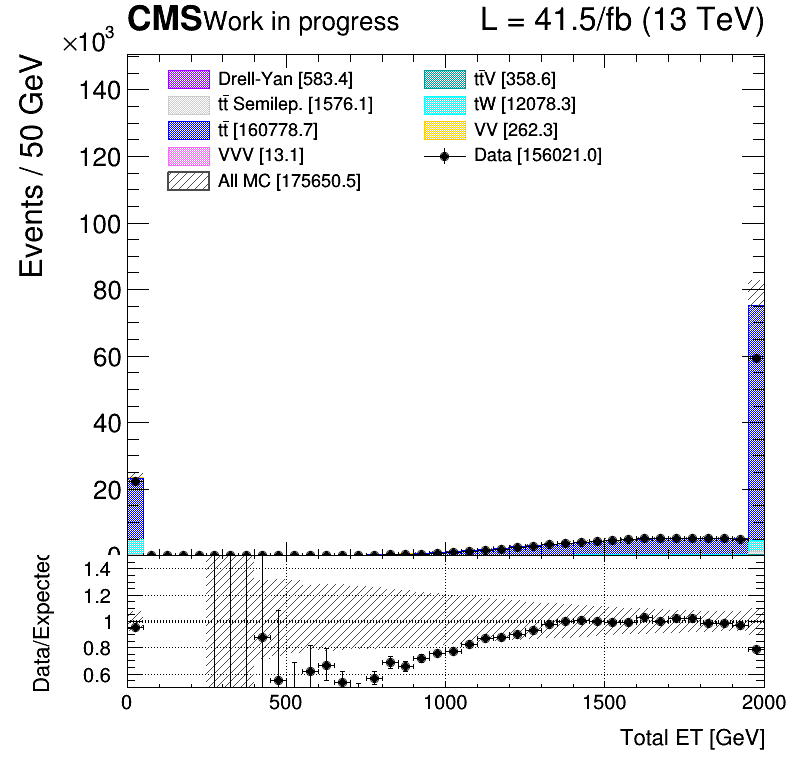 CMS Work in progress L = 41.5/fb (13 TeV)
×10³
Events / 50 GeV
140
120
100
80
60
40
20
0
Drell-Yan [583.4]
tt̄ Semilep. [1576.1]
tt̄ [160778.7]
VVV [13.1]
All MC [175650.5]
tt̄V [358.6]
tW [12078.3]
VV [262.3]
Data [156021.0]
Data/Expected
1.4
1.2
1
0.8
0.6
0 500 1000 1500 2000
Total ET [GeV]